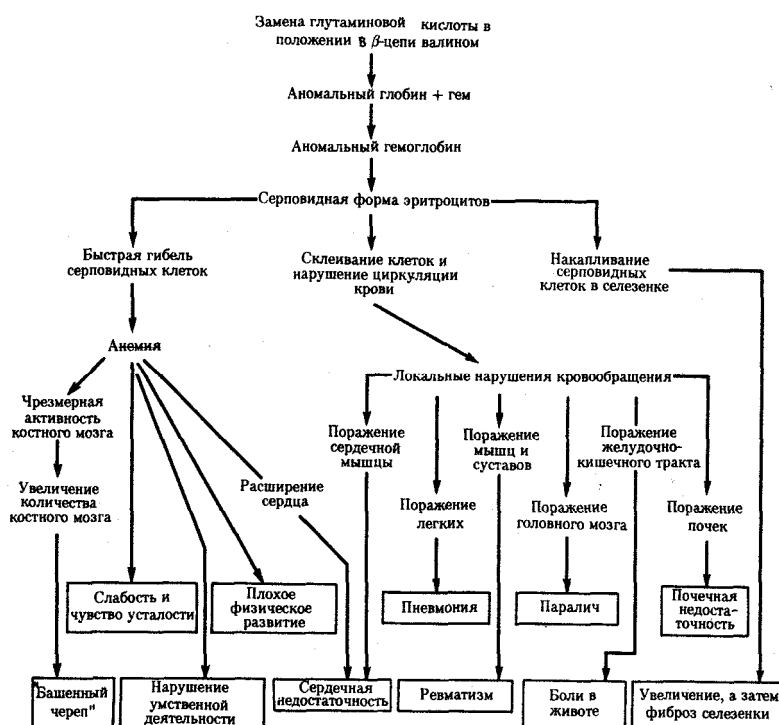 Замена глутаминовой кислоты в
положении в β-цепи валином
Аномальный глобин + гем
Аномальный гемоглобин
Серповидная форма эритроцитов
Быстрая гибель
серповидных клеток
Склеивание клеток и
нарушение циркуляции
крови
Накапливание
серповидных
клеток в селезенке
Анемия
Локальные нарушения кровообращения
Чрезмерная
активность
костного мозга
Увеличение
количества
костного мозга
Расширение
сердца
Поражение
сердечной
мышцы
Поражение
легких
Поражение
мышц и
суставов
Поражение
головного мозга
Поражение
желудочно-
кишечного тракта
Поражение
почек
Слабость и
чувство усталости
Плохое
физическое
развитие
Пневмония
Паралич
Почечная
недоста-
точность
"Башенный
череп"
Нарушение
умственной
деятельности
Сердечная
недостаточность
Ревматизм
Боли в
животе
Увеличение, а затем
фиброз селезенки